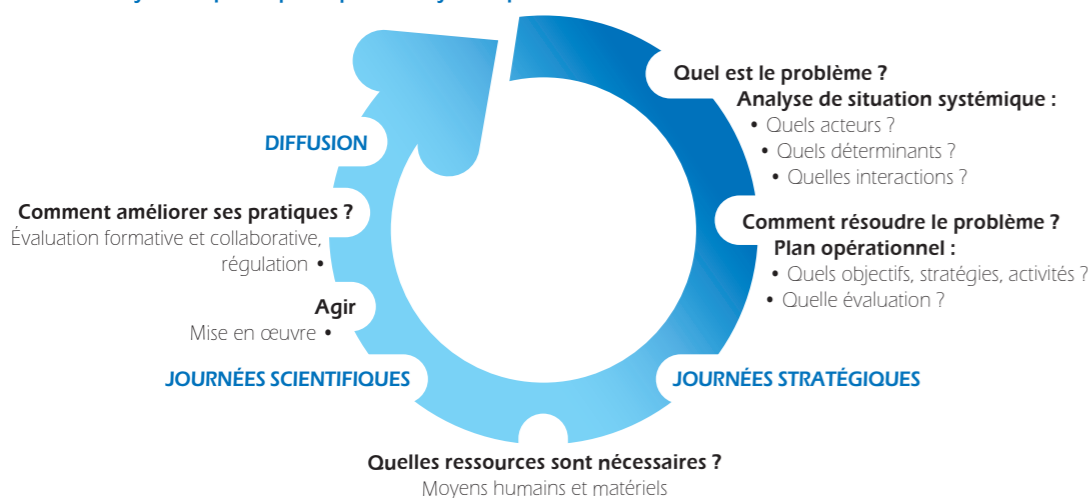 Quel est le problème ?
Analyse de situation systémique :
• Quels acteurs ?
• Quels déterminants ?
• Quelles interactions ?
Comment résoudre le problème ?
Plan opérationnel :
• Quels objectifs, stratégies, activités ?
• Quelle évaluation ?
JOURNÉES STRATÉGIQUES
Quelles ressources sont nécessaires ?
Moyens humains et matériels
JOURNÉES SCIENTIFIQUES
Agir
Mise en œuvre •
Comment améliorer ses pratiques ?
Évaluation formative et collaborative,
régulation •
DIFFUSION